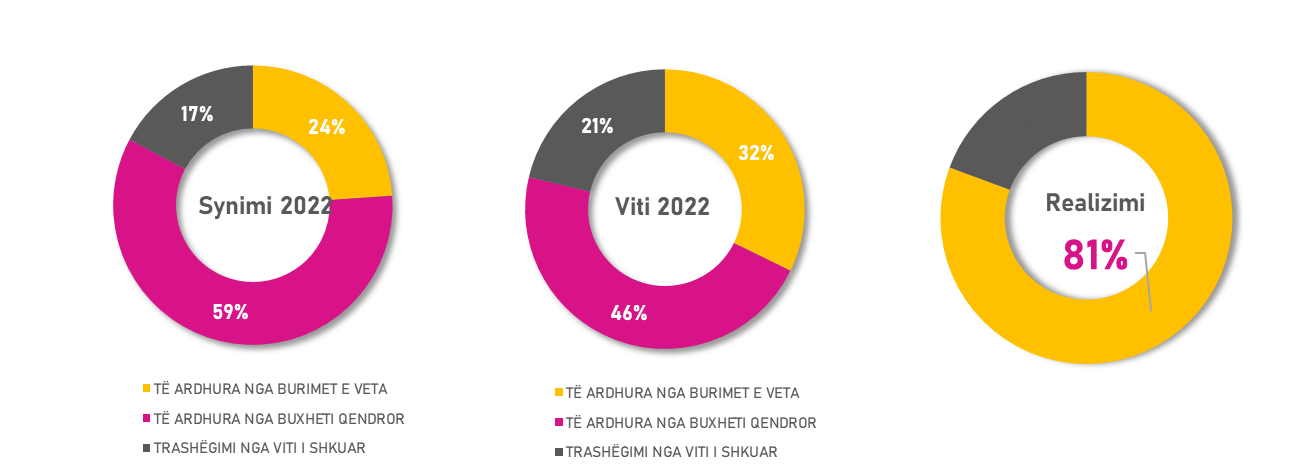 17%
24%
Synimi 2022
59%
TË ARDHURA NGA BURIMET E VETA
TË ARDHURA NGA BUXHETI QENDROR
TRASHËGIMI NGA VITI I SHKUAR
21%
32%
Viti 2022
46%
TË ARDHURA NGA BURIMET E VETA
TË ARDHURA NGA BUXHETI QENDROR
TRASHËGIMI NGA VITI I SHKUAR
Realizimi
81%